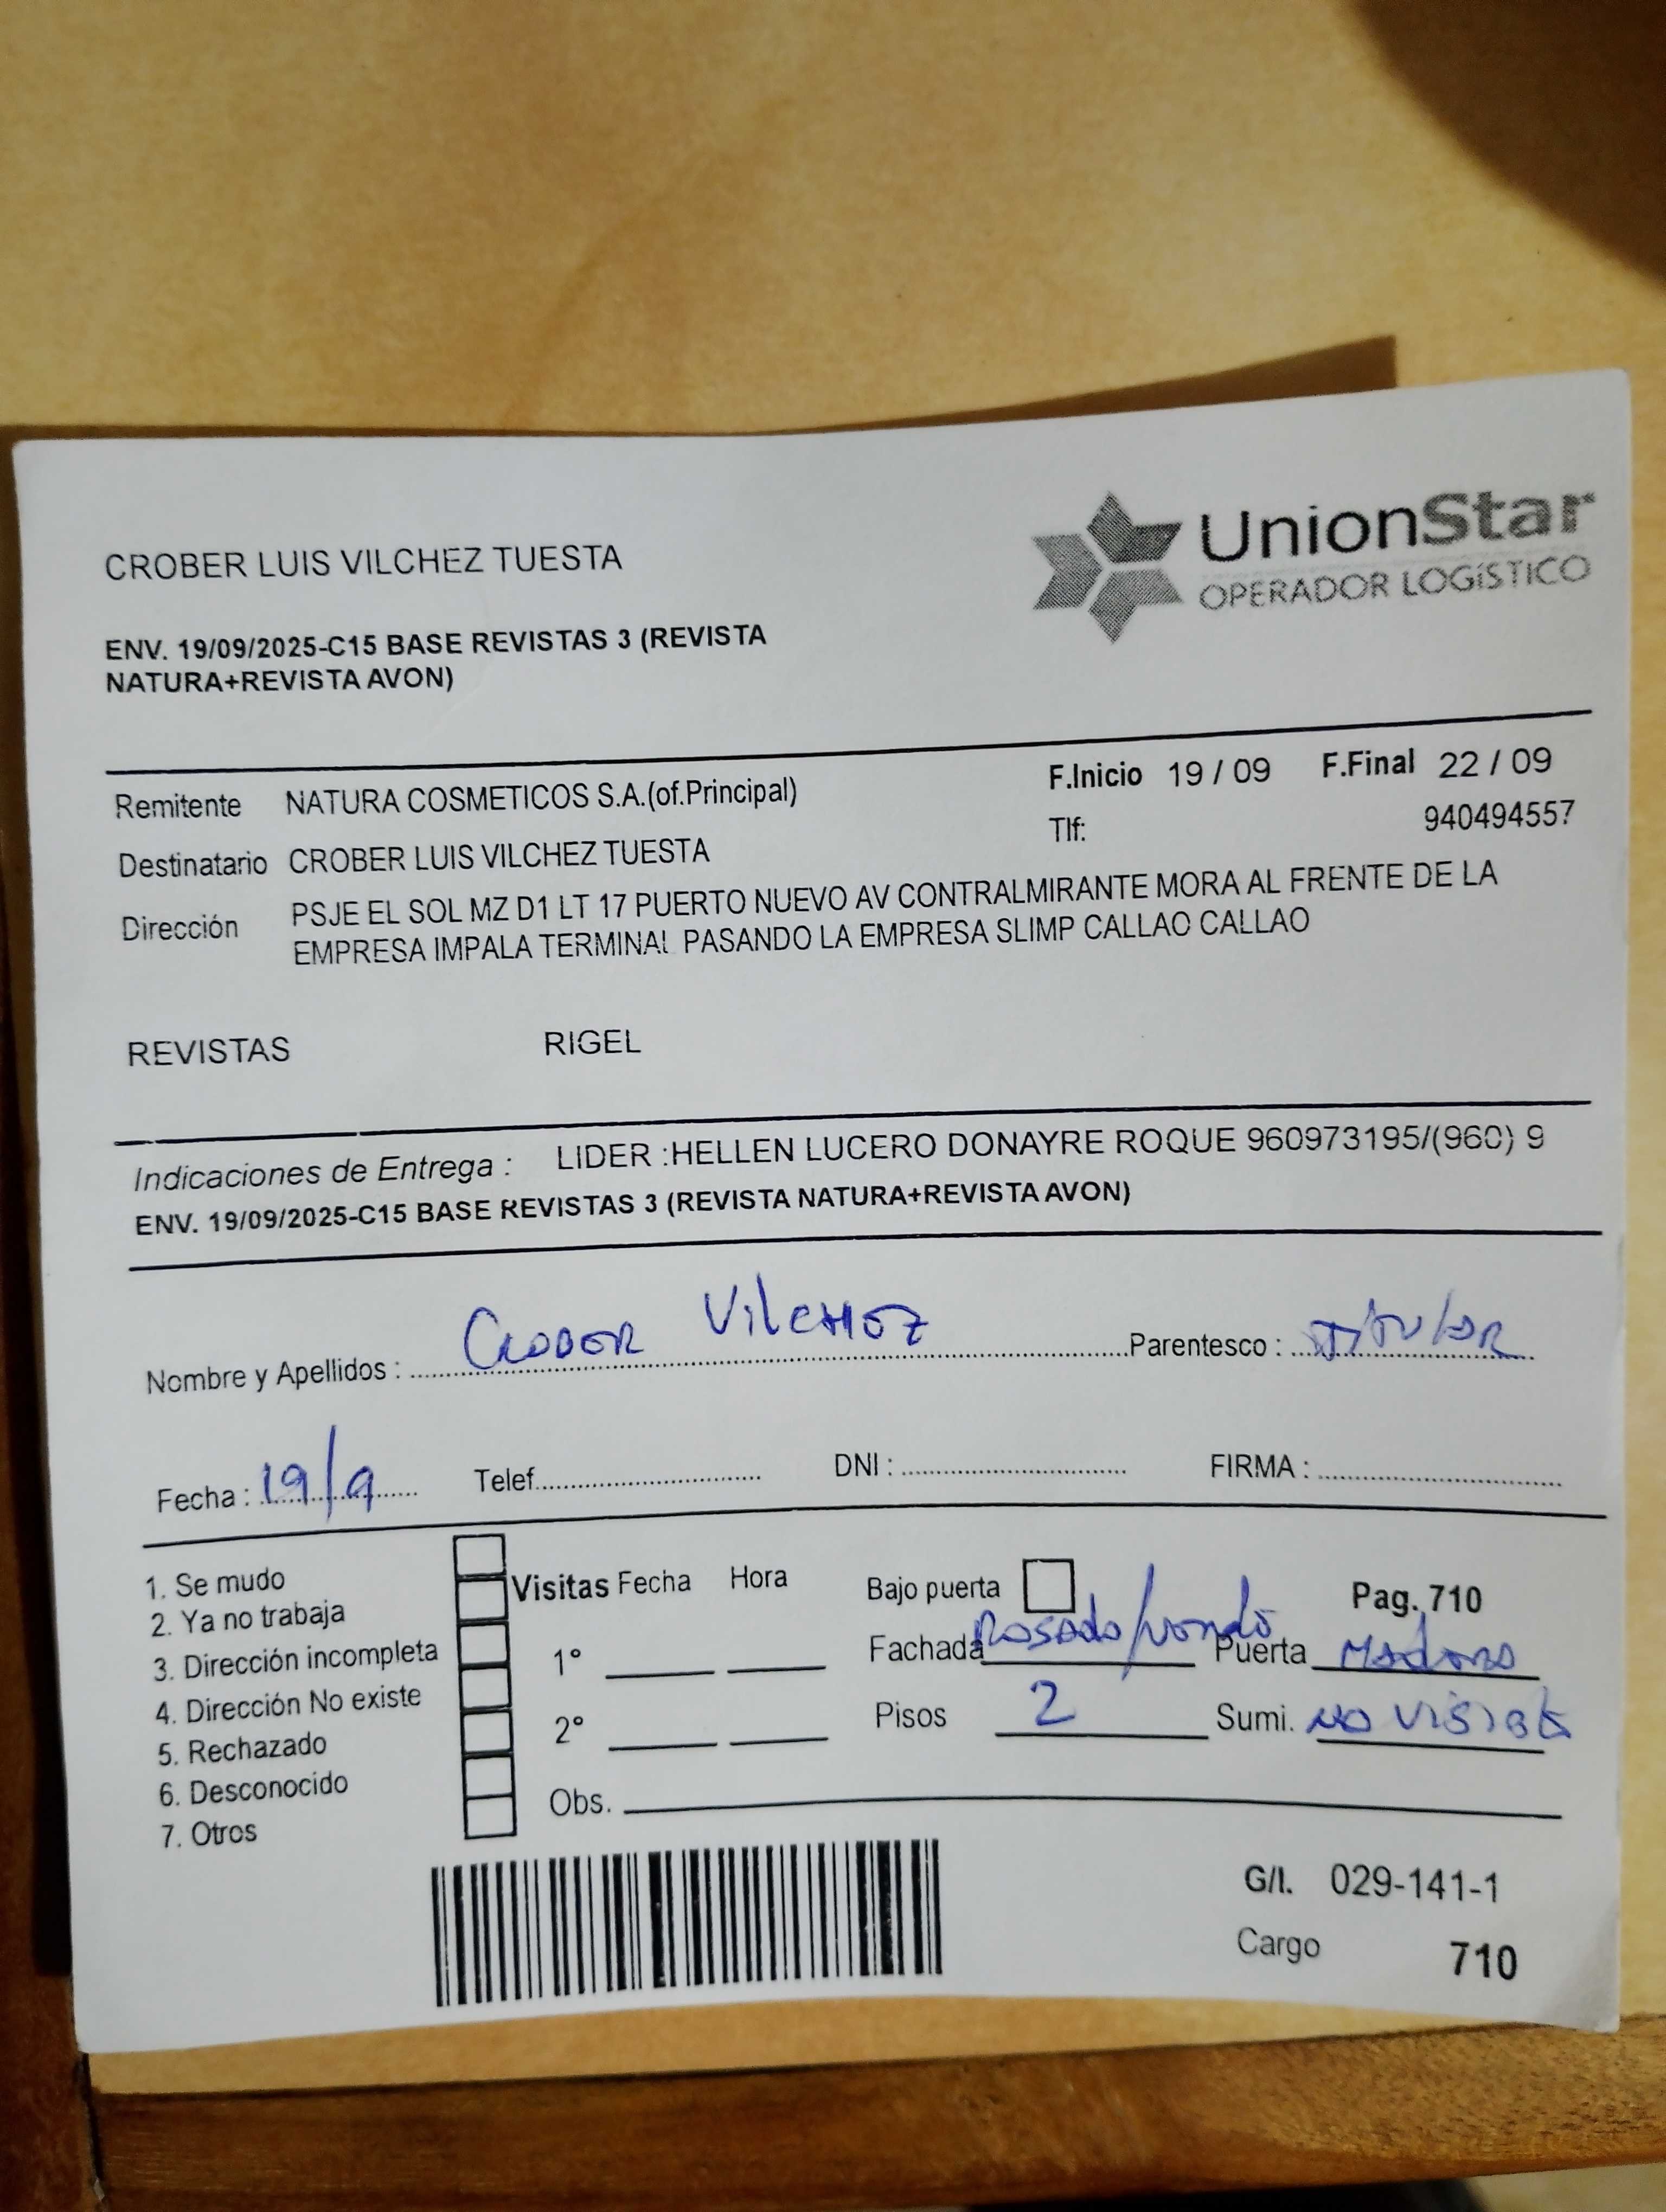 CROBER LUIS VILCHEZ TUESTA
UnionStar
OPERADOR LOGíSTICO
ENV. 19/09/2025-C15 BASE REVISTAS 3 (REVISTA
NATURA+REVISTA AVON)
Remitente NATURA COSMETICOS S.A.(of.Principal) F.Inicio 19 / 09 F.Final 22 / 09
Tlf: 940494557
Destinatario CROBER LUIS VILCHEZ TUESTA
Dirección PSJE EL SOL MZ D1 LT 17 PUERTO NUEVO AV CONTRALMIRANTE MORA AL FRENTE DE LA
EMPRESA IMPALA TERMINAL PASANDO LA EMPRESA SLIMP CALLAO CALLAO
REVISTAS RIGEL
Indicaciones de Entrega : LIDER :HELLEN LUCERO DONAYRE ROQUE 960973195/(960) 9
ENV. 19/09/2025-C15 BASE REVISTAS 3 (REVISTA NATURA+REVISTA AVON)
Nombre y Apellidos : CROBER VilCHEZ Parentesco : TiTulAR
Fecha : 19/9 Telef. DNI : FIRMA :
1. Se mudo
2. Ya no trabaja
3. Dirección incompleta
4. Dirección No existe
5. Rechazado
6. Desconocido
7. Otros
Visitas Fecha Hora
1°
2°
Obs.
Bajo puerta Pag. 710
Fachada Rosado/ Puerta
Pisos 2 Sumi. NO VISIBLE
G/I. 029-141-1
Cargo 710